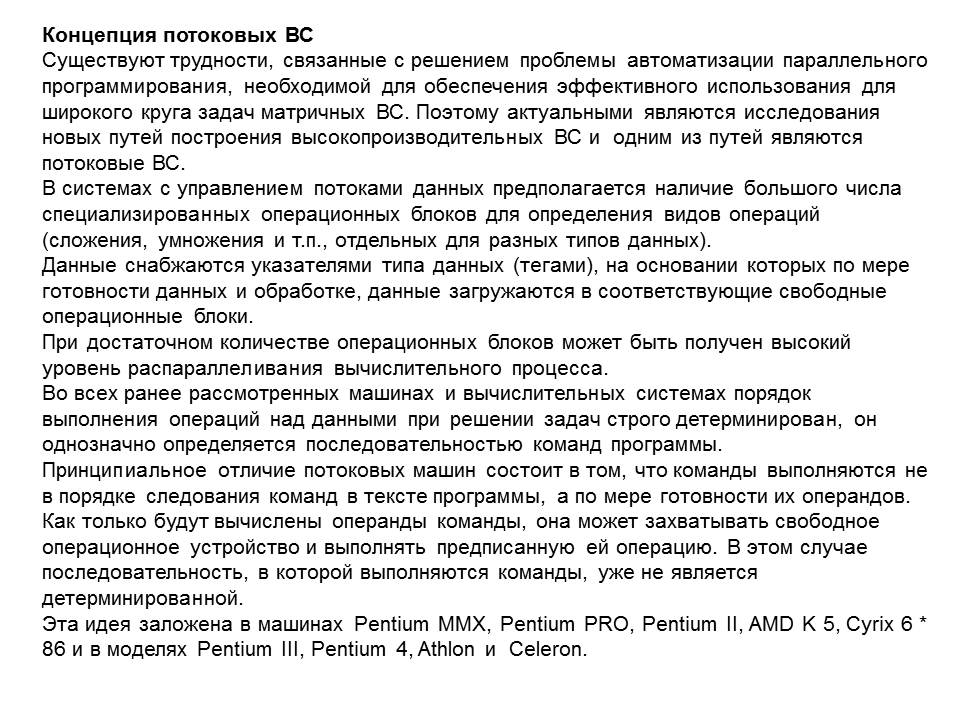 Концепция потоковых ВС
Существуют трудности, связанные с решением проблемы автоматизации параллельного
программирования, необходимой для обеспечения эффективного использования для
широкого круга задач матричных ВС. Поэтому актуальными являются исследования
новых путей построения высокопроизводительных ВС и одним из путей являются
потоковые ВС.
В системах с управлением потоками данных предполагается наличие большого числа
специализированных операционных блоков для определения видов операций
(сложения, умножения и т.п., отдельных для разных типов данных).
Данные снабжаются указателями типа данных (тегами), на основании которых по мере
готовности данных и обработке, данные загружаются в соответствующие свободные
операционные блоки.
При достаточном количестве операционных блоков может быть получен высокий
уровень распараллеливания вычислительного процесса.
Во всех ранее рассмотренных машинах и вычислительных системах порядок
выполнения операций над данными при решении задач строго детерминирован, он
однозначно определяется последовательностью команд программы.
Принципиальное отличие потоковых машин состоит в том, что команды выполняются не
в порядке следования команд в тексте программы, а по мере готовности их операндов.
Как только будут вычислены операнды команды, она может захватывать свободное
операционное устройство и выполнять предписанную ей операцию. В этом случае
последовательность, в которой выполняются команды, уже не является
детерминированной.
Эта идея заложена в машинах Pentium MMX, Pentium PRO, Pentium II, AMD K 5, Cyrix 6 *
86 и в моделях Pentium III, Pentium 4, Athlon и Celeron.